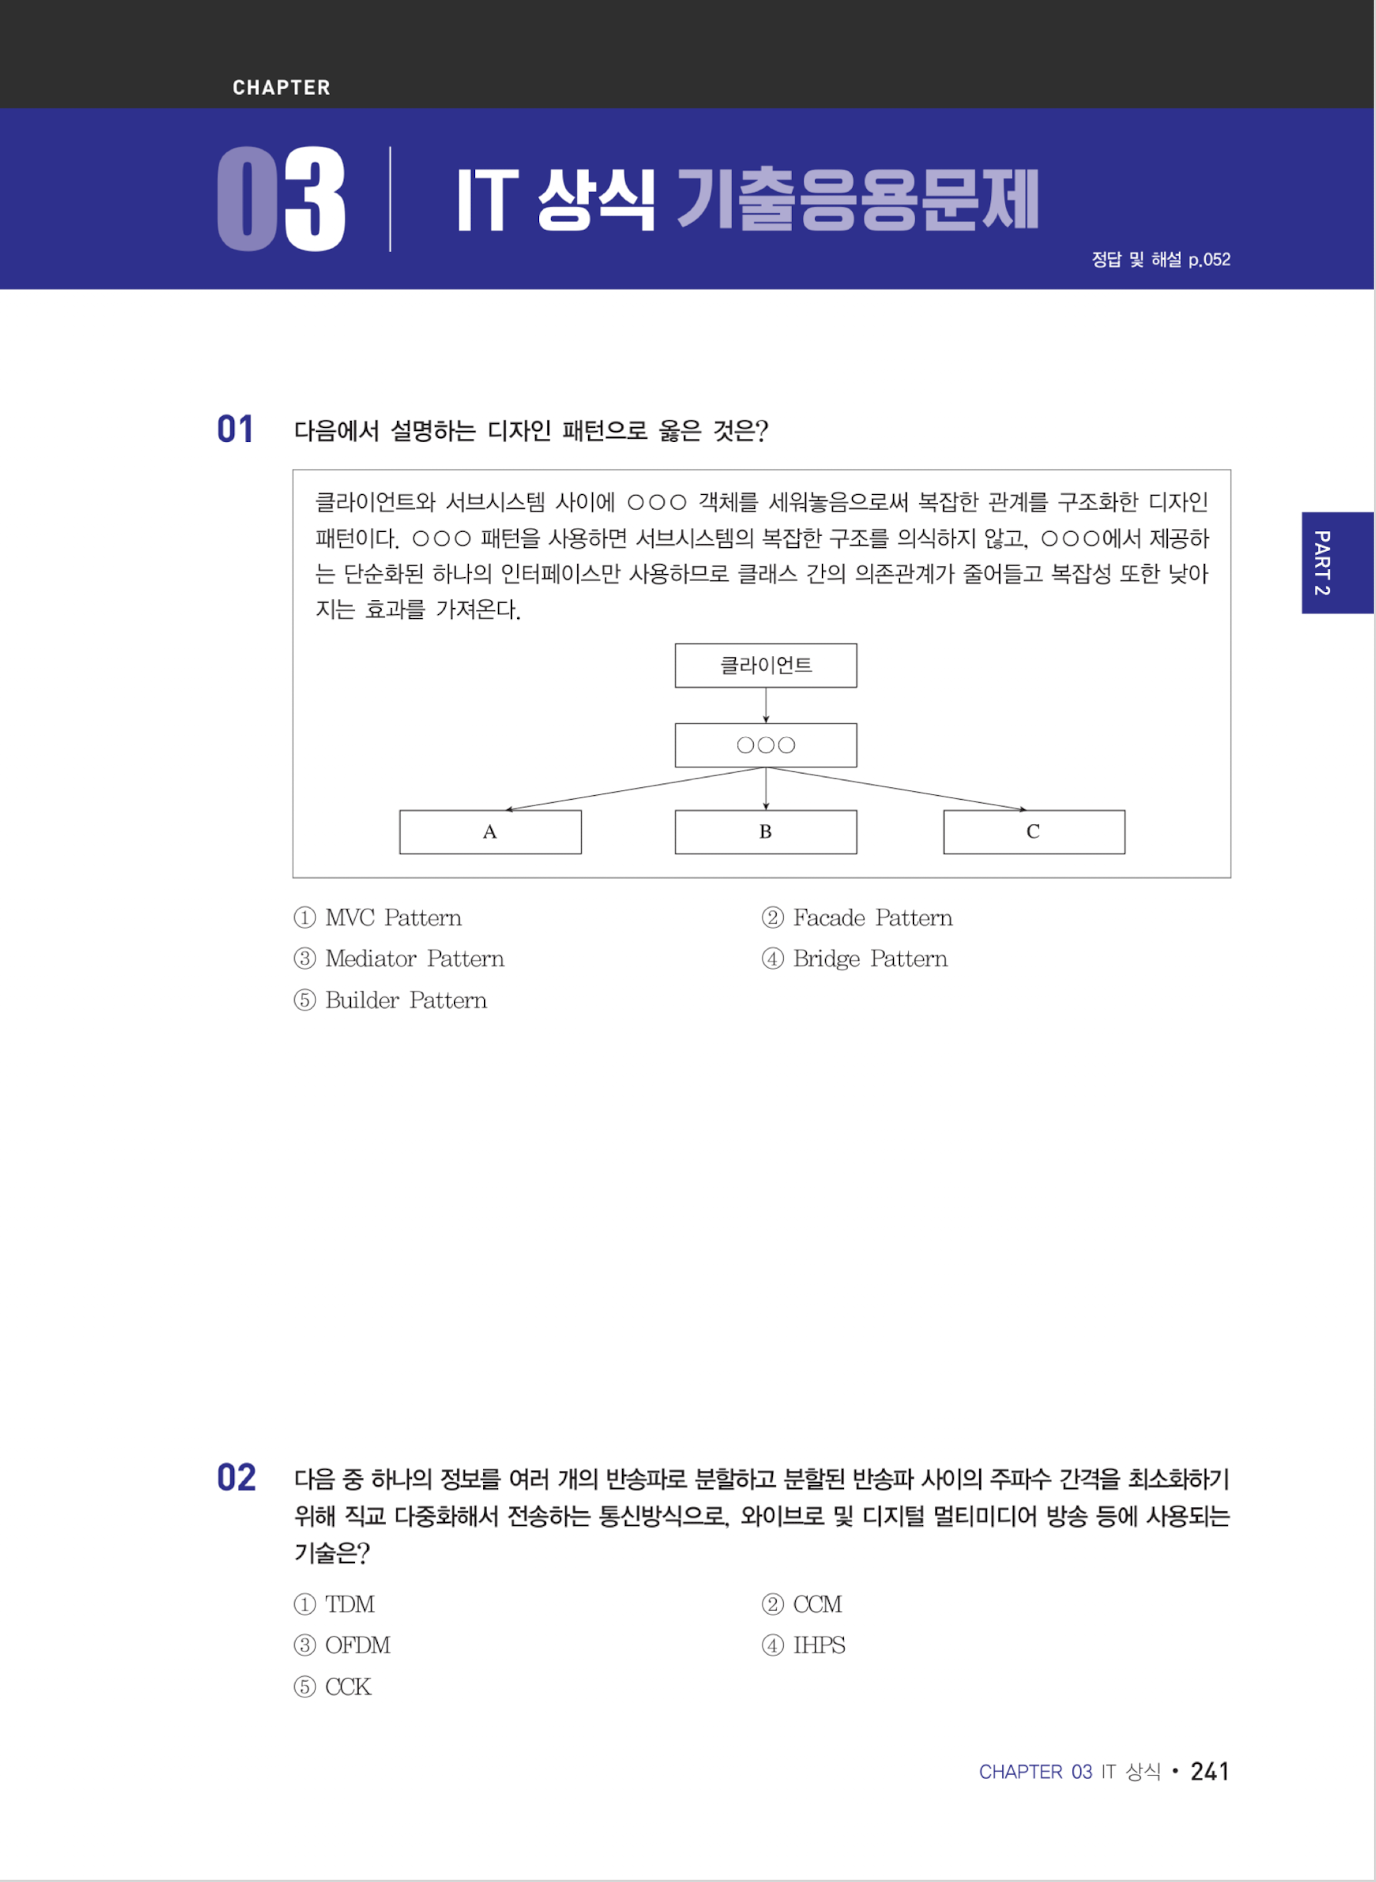 CHAPTER
03 IT 상식 기출응용문제
정답 및 해설 p.052
01 다음에서 설명하는 디자인 패턴으로 옳은 것은?
클라이언트와 서브시스템 사이에 ○○○ 객체를 세워놓음으로써 복잡한 관계를 구조화한 디자인
패턴이다. ○○○ 패턴을 사용하면 서브시스템의 복잡한 구조를 의식하지 않고, ○○○에서 제공하
는 단순화된 하나의 인터페이스만 사용하므로 클래스 간의 의존관계가 줄어들고 복잡성 또한 낮아
지는 효과를 가져온다.
클라이언트
○○○
A B C
① MVC Pattern ② Facade Pattern
③ Mediator Pattern ④ Bridge Pattern
⑤ Builder Pattern
PART 2
02 다음 중 하나의 정보를 여러 개의 반송파로 분할하고 분할된 반송파 사이의 주파수 간격을 최소화하기
위해 직교 다중화해서 전송하는 통신방식으로, 와이브로 및 디지털 멀티미디어 방송 등에 사용되는
기술은?
① TDM ② CCM
③ OFDM ④ IHPS
⑤ CCK
CHAPTER 03 IT 상식 • 241